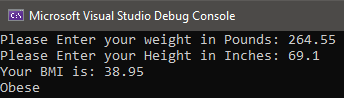 Microsoft Visual Studio Debug Console
Please Enter your weight in Pounds: 264.55
Please Enter your Height in Inches: 69.1
Your BMI is: 38.95
Obese